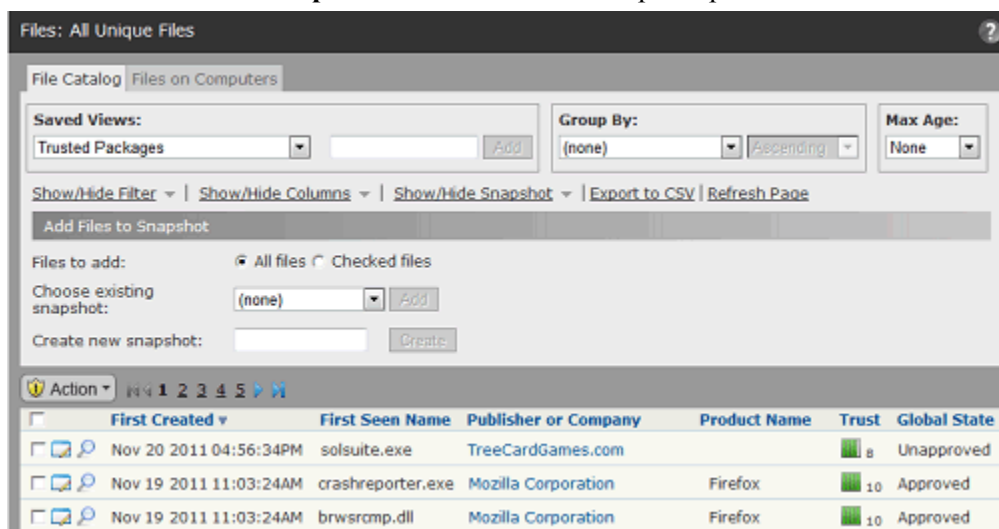 Files: All Unique Files ?
File Catalog Files on Computers
Saved Views: Group By: Max Age:
Trusted Packages Add (none) Ascending None
Show/Hide Filter | Show/Hide Columns | Show/Hide Snapshot | Export to CSV | Refresh Page
Add Files to Snapshot
Files to add: All files Checked files
Choose existing
snapshot: (none) Add
Create new snapshot: Create
Action 1 2 3 4 5
First Created First Seen Name Publisher or Company Product Name Trust Global State
Nov 20 2011 04:56:34PM solsuite.exe TreeCardGames.com 8 Unapproved
Nov 19 2011 11:03:24AM crashreporter.exe Mozilla Corporation Firefox 10 Approved
Nov 19 2011 11:03:24AM brwsrcmp.dll Mozilla Corporation Firefox 10 Approved